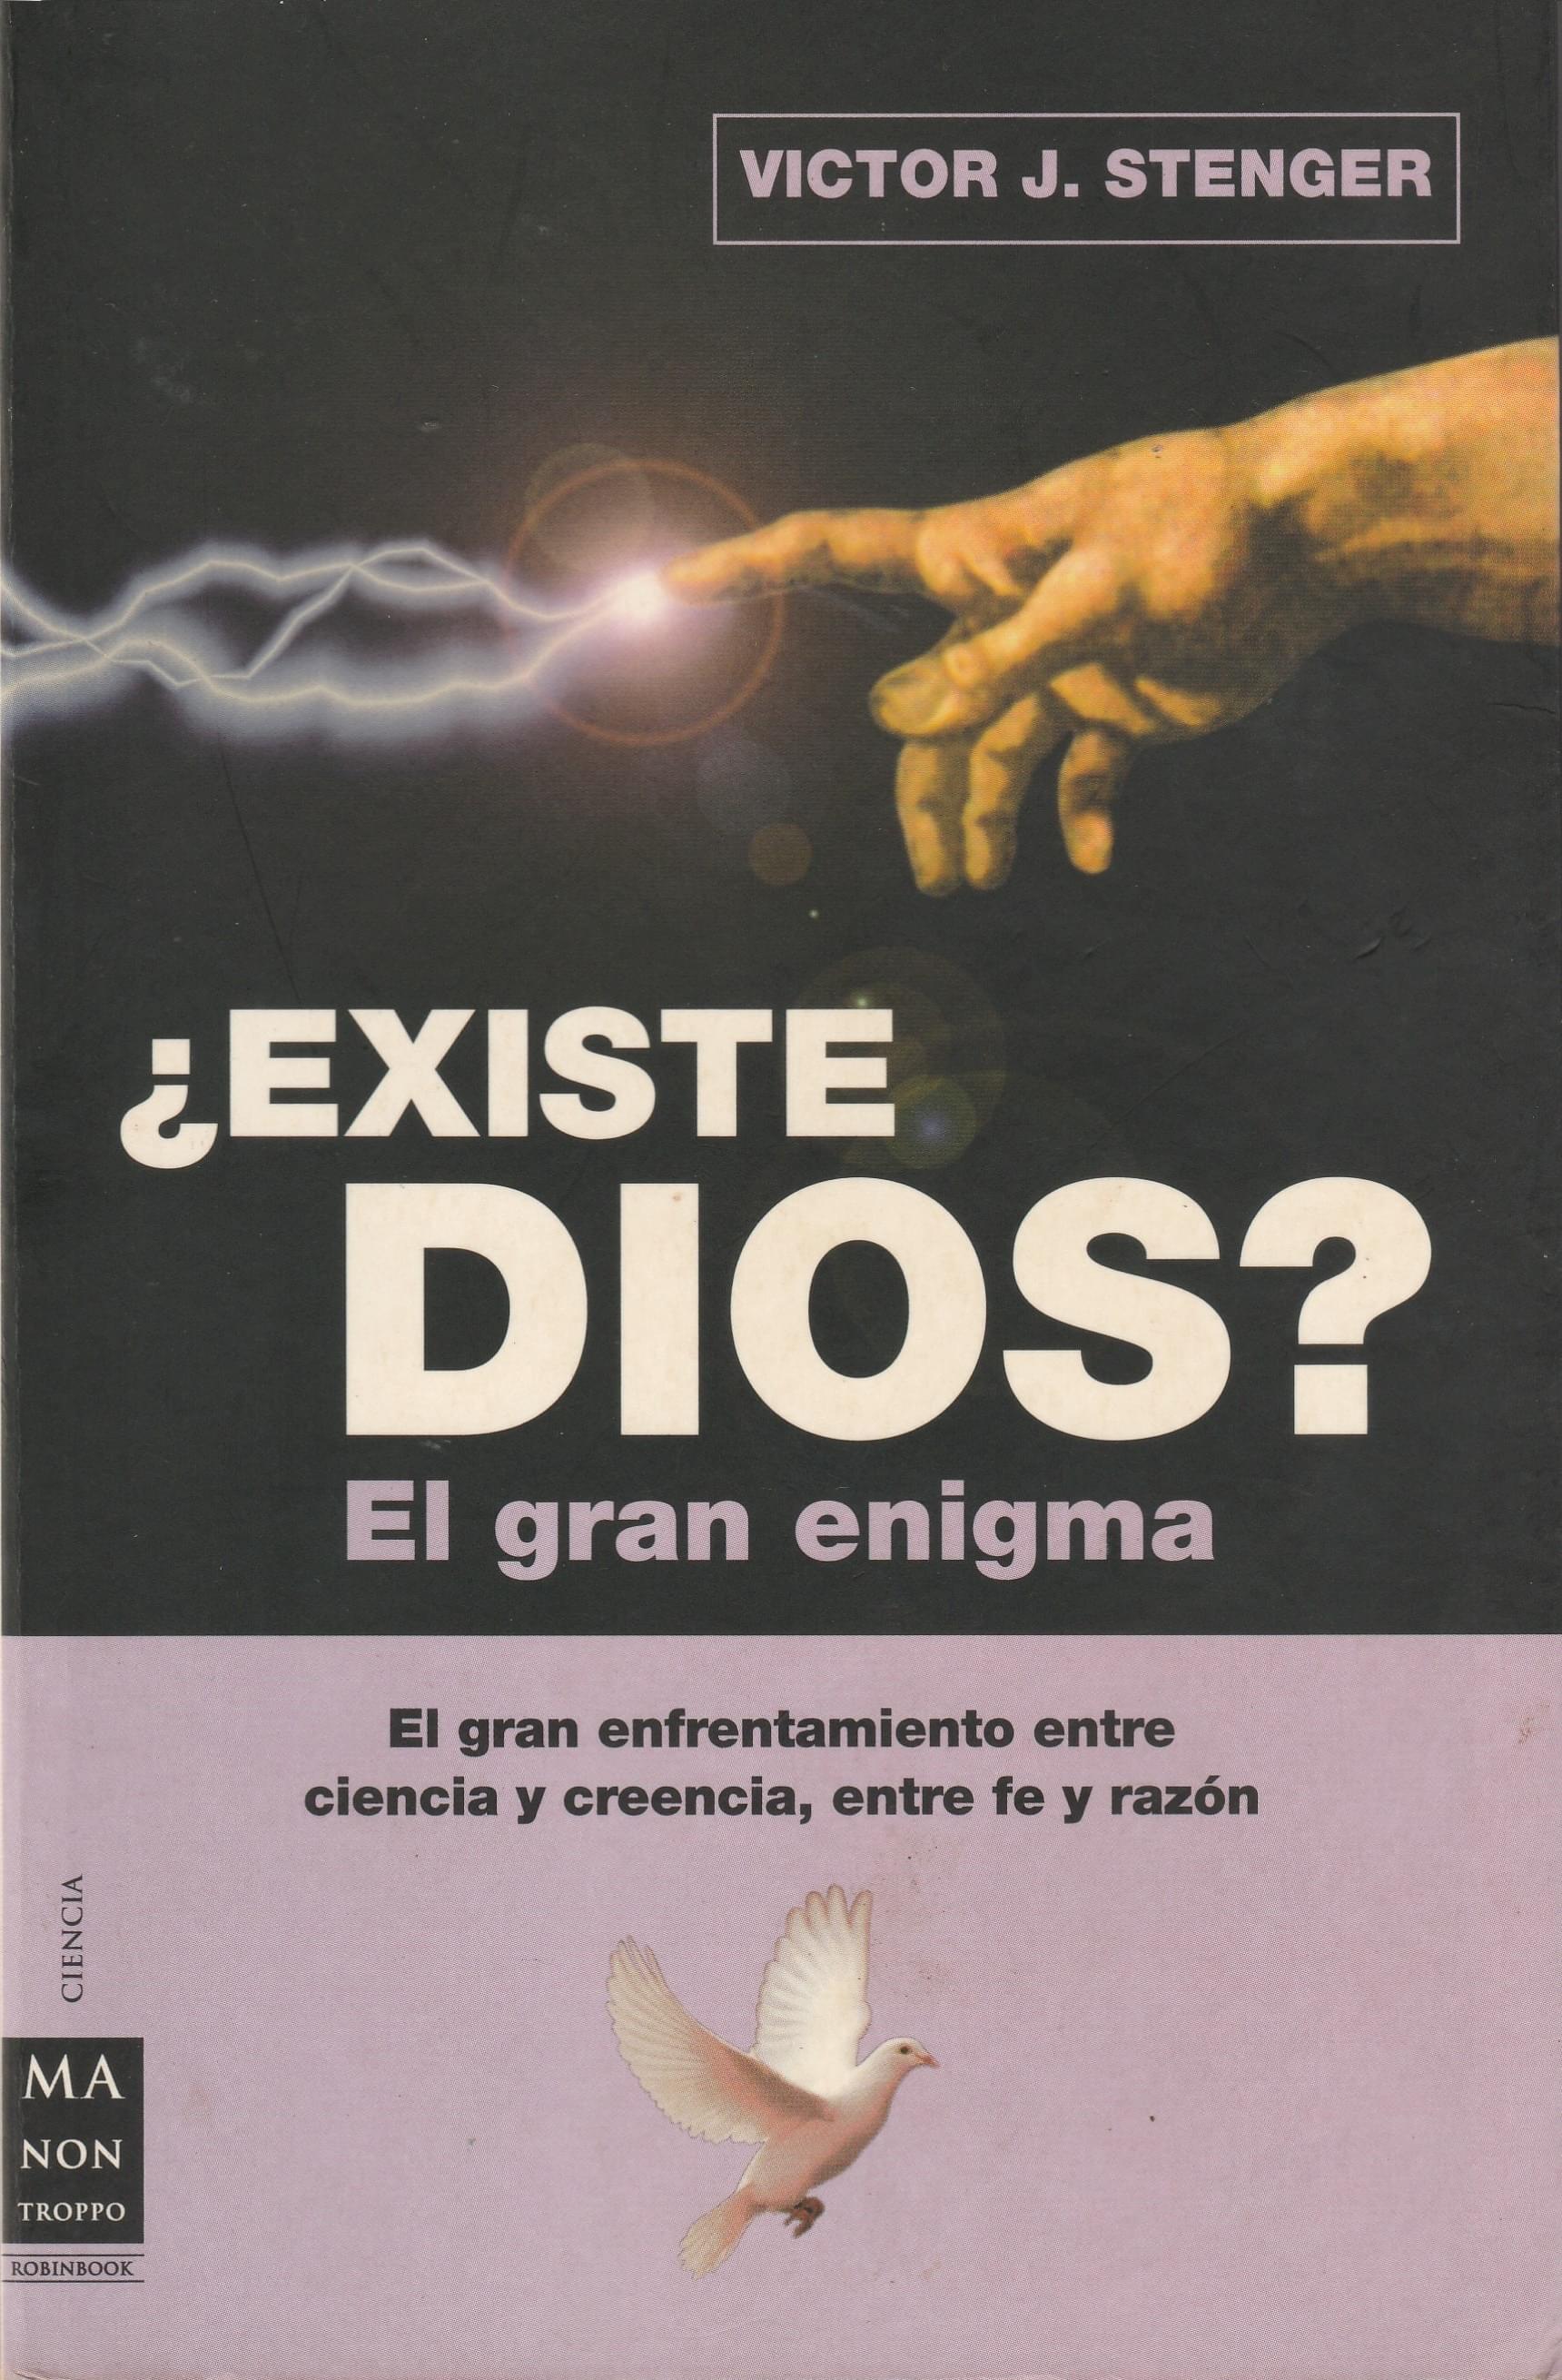 VICTOR J. STENGER
¿EXISTE
DIOS?
El gran enigma
El gran enfrentamiento entre
ciencia y creencia, entre fe y razón
CIENCIA
MA
NON
TROPPO
ROBINBOOK